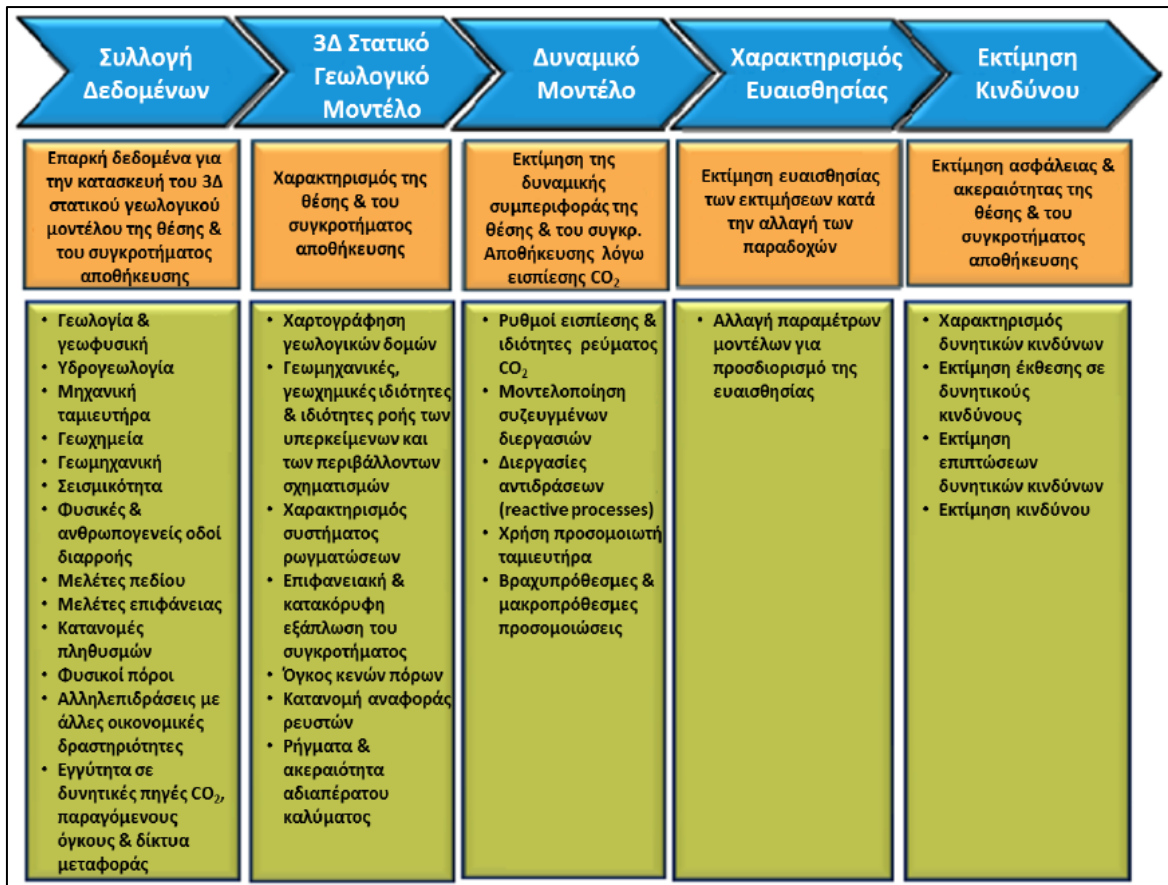 Συλλογή
Δεδομένων
3Δ Στατικό
Γεωλογικό
Μοντέλο
Δυναμικό
Μοντέλο
Χαρακτηρισμός
Ευαισθησίας
Εκτίμηση
Κινδύνου
Επαρκή δεδομένα για
την κατασκευή του 3Δ
στατικού γεωλογικού
μοντέλου της θέσης &
του συγκροτήματος
αποθήκευσης
Χαρακτηρισμός της
θέσης & του
συγκροτήματος
αποθήκευσης
Εκτίμηση της
δυναμικής
συμπεριφοράς της
θέσης & του συγκρ.
Αποθήκευσης λόγω
εισπίεσης CO₂
Εκτίμηση ευαισθησίας
των εκτιμήσεων κατά
την αλλαγή των
παραδοχών
Εκτίμηση ασφάλειας &
ακεραιότητας της
θέσης & του
συγκροτήματος
αποθήκευσης
• Γεωλογία &
γεωφυσική
• Υδρογεωλογία
• Μηχανική
ταμιευτήρα
• Γεωχημεία
• Γεωμηχανική
• Σεισμικότητα
• Φυσικές &
ανθρωπογενείς οδοί
διαρροής
• Μελέτες πεδίου
• Μελέτες επιφάνειας
• Κατανομές
πληθυσμών
• Φυσικοί πόροι
• Αλληλεπιδράσεις με
άλλες οικονομικές
δραστηριότητες
• Εγγύτητα σε
δυνητικές πηγές CO₂,
παραγόμενους
όγκους & δίκτυα
μεταφοράς
• Χαρτογράφηση
γεωλογικών δομών
• Γεωμηχανικές,
γεωχημικές ιδιότητες
& ιδιότητες ροής των
υπερκείμενων και
των περιβάλλοντων
σχηματισμών
• Χαρακτηρισμός
συστήματος
ρωγματώσεων
• Επιφανειακή &
κατακόρυφη
εξάπλωση του
συγκροτήματος
• Όγκος κενών πόρων
• Κατανομή αναφοράς
ρευστών
• Ρήγματα &
ακεραιότητα
αδιαπέρατου
καλύματος
• Ρυθμοί εισπίεσης &
ιδιότητες ρεύματος
CO₂
• Μοντελοποίηση
συζευγμένων
διεργασιών
• Διεργασίες
αντιδράσεων
(reactive processes)
• Χρήση προσομοιωτή
ταμιευτήρα
• Βραχυπρόθεσμες &
μακροπρόθεσμες
προσομοιώσεις
• Αλλαγή παραμέτρων
μοντέλων για
προσδιορισμό της
ευαισθησίας
• Χαρακτηρισμός
δυνητικών κινδύνων
• Εκτίμηση έκθεσης σε
δυνητικούς
κινδύνους
• Εκτίμηση
επιπτώσεων
δυνητικών κινδύνων
• Εκτίμηση κινδύνου